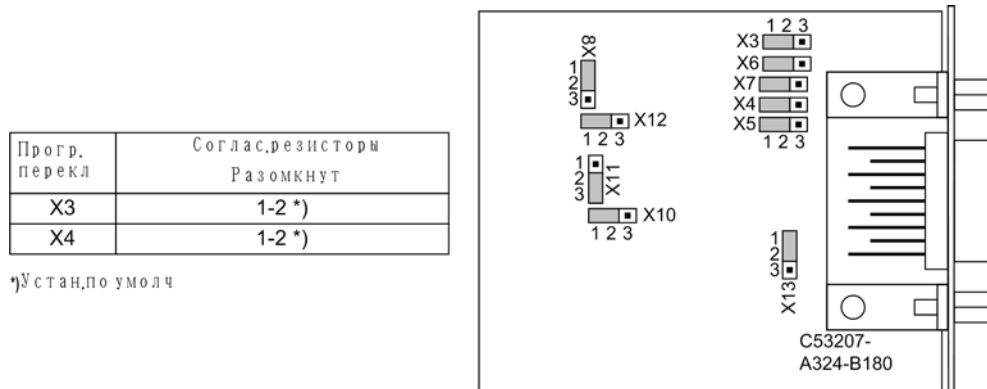 Прогр. Соглас.резисторы
перекл Разомкнут
X3 1-2 *)
X4 1-2 *)
*)Устан.по умолч
X8
1
2
3
X12
1 2 3
1
2
3
X11
X10
1 2 3
1 2 3
X3
X6
X7
X4
X5
1 2 3
1
2
3
X13
C53207-
A324-B180